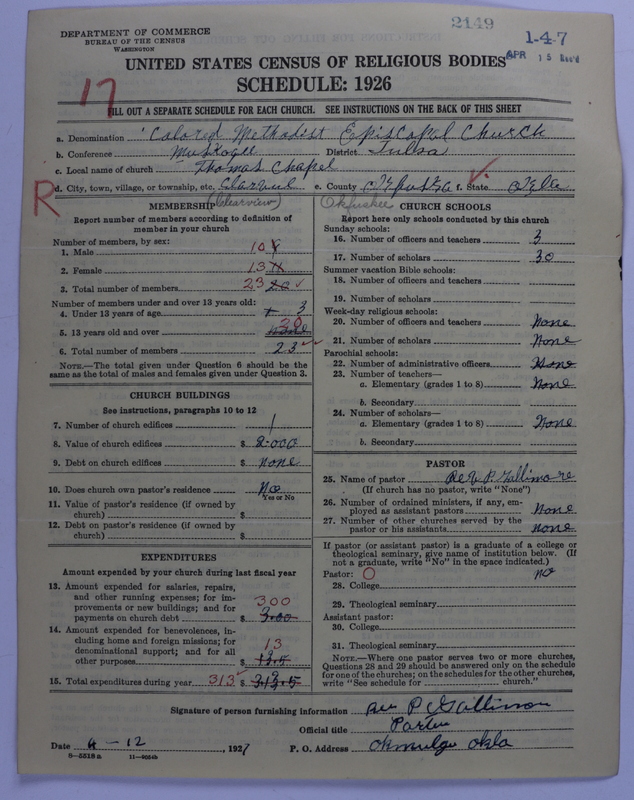 2149
1-4-7
APR 15 Rec'd
DEPARTMENT OF COMMERCE
BUREAU OF THE CENSUS
WASHINGTON
UNITED STATES CENSUS OF RELIGIOUS BODIES
SCHEDULE: 1926
17
FILL OUT A SEPARATE SCHEDULE FOR EACH CHURCH. SEE INSTRUCTIONS ON THE BACK OF THIS SHEET
a. Denomination Colored Methodist Episcopal Church
b. Conference Muskogee District Tulsa
c. Local name of church Thomas Chapel
R
d. City, town, village, or township, etc. e. County f. State
(Clearview) Okfuskee
MEMBERSHIP
Report number of members according to definition of
member in your church
Number of members, by sex:
1. Male 10
2. Female 13
3. Total number of members 23
Number of members under and over 13 years old:
4. Under 13 years of age 3
5. 13 years old and over 20
6. Total number of members 23
NOTE.—The total given under Question 6 should be
same as the total of males and females given under Question 3.
CHURCH BUILDINGS
See instructions, paragraphs 10 to 12
7. Number of church edifices 1
8. Value of church edifices $ 2000
9. Debt on church edifices $ none
10. Does church own pastor's residence No
Yes or No
11. Value of pastor's residence (if owned by
church) $
12. Debt on pastor's residence (if owned by
church) $
EXPENDITURES
Amount expended by your church during last fiscal year
13. Amount expended for salaries, repairs,
and other running expenses; for im-
provements or new buildings; and for 300
payments on church debt $ 3.00
14. Amount expended for benevolences, in-
cluding home and foreign missions; for
denominational support; and for all 13
other purposes $ 13.5
15. Total expenditures during year 313 $ 313.5
CHURCH SCHOOLS
Report here only schools conducted by this church
Sunday schools:
16. Number of officers and teachers 3
17. Number of scholars 30
Summer vacation Bible schools:
18. Number of officers and teachers
19. Number of scholars
Week-day religious schools:
20. Number of officers and teachers None
21. Number of scholars None
Parochial schools:
22. Number of administrative officers None
23. Number of teachers—
a. Elementary (grades 1 to 8) None
b. Secondary
24. Number of scholars—
a. Elementary (grades 1 to 8) None
b. Secondary
PASTOR
25. Name of pastor Rev P. Gallimore
(If church has no pastor, write "None")
26. Number of ordained ministers, if any, em-
ployed as assistant pastors None
27. Number of other churches served by the
pastor or his assistants none
If pastor (or assistant pastor) is a graduate of a college or
theological seminary, give name of institution below. (If
not a graduate, write "No" in the space indicated.)
Pastor: O no
28. College
29. Theological seminary
Assistant pastor:
30. College
31. Theological seminary
NOTE.—Where one pastor serves two or more churches,
Questions 28 and 29 should be answered only on the schedule
for one of the churches; on the schedules for the other churches,
write "See schedule for church."
Signature of person furnishing information Rev P Gallimore
Official title
Date 4-12, 1927 P. O. Address Okmulgee Okla
8-5518a 11-9054b